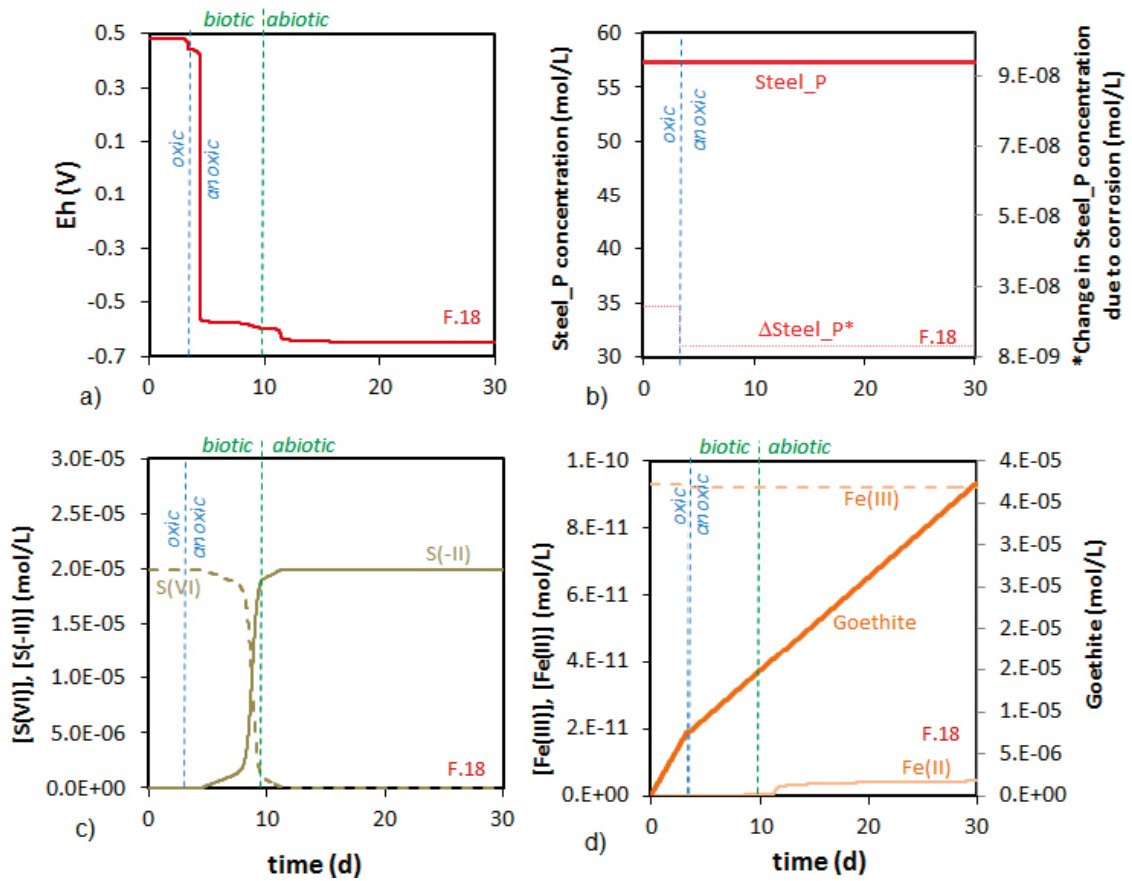 biotic abiotic
0.5
0.3
0.1
0.1
-0.3
-0.5
-0.7
Eh (V)
oxic
anoxic
F.18
0 10 20 30
a)
60
55
50
45
40
35
30
Steel_P concentration (mol/L)
oxic
anoxic
Steel_P
ΔSteel_P*
F.18
9.E-08
7.E-08
5.E-08
3.E-08
8.E-09
*Change in Steel_P concentration
due to corrosion (mol/L)
0 10 20 30
b)
biotic abiotic
3.0E-05
2.5E-05
2.0E-05
1.5E-05
1.0E-05
5.0E-06
0.0E+00
[S(VI)], [S(-II)] (mol/L)
oxic
anoxic
S(-II)
S(VI)
F.18
0 10 20 30
c)
time (d)
biotic abiotic
1.E-10
8.E-11
6.E-11
4.E-11
2.E-11
0.E+00
[Fe(III)], [Fe(II)] (mol/L)
oxic
anoxic
Fe(III)
Goethite
F.18
Fe(II)
4.E-05
4.E-05
3.E-05
3.E-05
2.E-05
2.E-05
1.E-05
5.E-06
0.E+00
Goethite (mol/L)
0 10 20 30
d)
time (d)